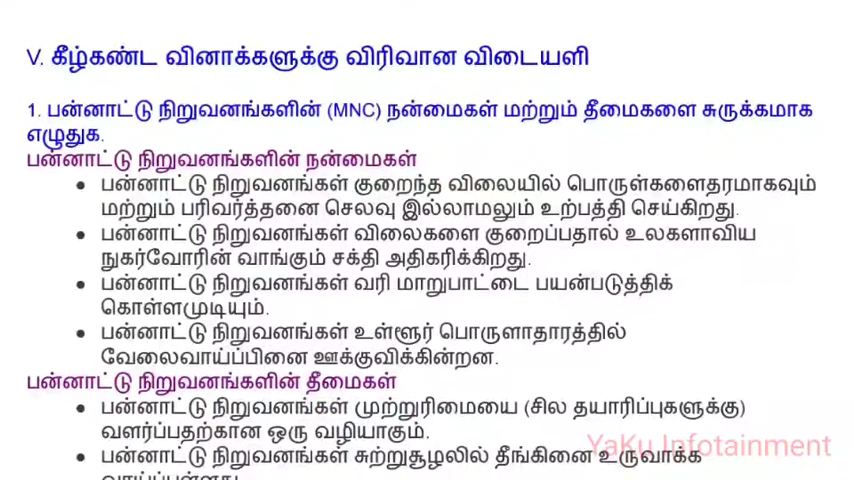 V. கீழ்கண்ட வினாக்களுக்கு விரிவான விடையளி
1. பன்னாட்டு நிறுவனங்களின் (MNC) நன்மைகள் மற்றும் தீமைகளை சுருக்கமாக
எழுதுக.
பன்னாட்டு நிறுவனங்களின் நன்மைகள்
● பன்னாட்டு நிறுவனங்கள் குறைந்த விலையில் பொருள்களைதரமாகவும்
மற்றும் பரிவர்த்தனை செலவு இல்லாமலும் உற்பத்தி செய்கிறது.
● பன்னாட்டு நிறுவனங்கள் விலைகளை குறைப்பதால் உலகளாவிய
நுகர்வோரின் வாங்கும் சக்தி அதிகரிக்கிறது.
● பன்னாட்டு நிறுவனங்கள் வரி மாறுபாட்டை பயன்படுத்திக்
கொள்ளமுடியும்.
● பன்னாட்டு நிறுவனங்கள் உள்ளூர் பொருளாதாரத்தில்
வேலைவாய்ப்பினை ஊக்குவிக்கின்றன.
பன்னாட்டு நிறுவனங்களின் தீமைகள்
● பன்னாட்டு நிறுவனங்கள் முற்றுரிமையை (சில தயாரிப்புகளுக்கு)
வளர்ப்பதற்கான ஒரு வழியாகும்.
● பன்னாட்டு நிறுவனங்கள் சுற்றுசூழலில் தீங்கினை உருவாக்க
YaKu Infotainment